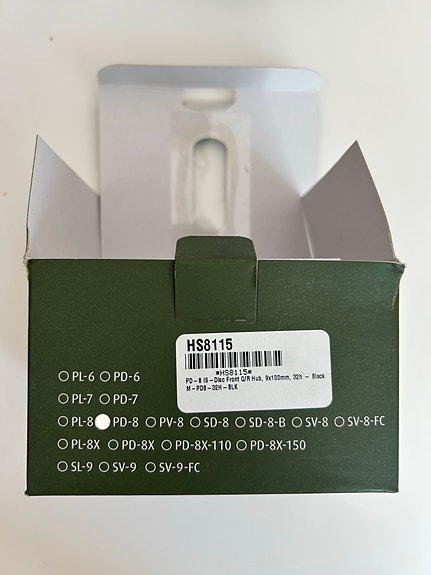 HS8115
*HS8115*
PD - 8 I6 - Disc Front Q/R Hub, 9x100mm, 32h - Black
M - PD8 - 32H - BLK
PL-6 PD-6
PL-7 PD-7
PL-8 PD-8 PV-8 SD-8 SD-8-B SV-8 SV-8-FC
PL-8X PD-8X PD-8X-110 PD-8X-150
SL-9 SV-9 SV-9-FC